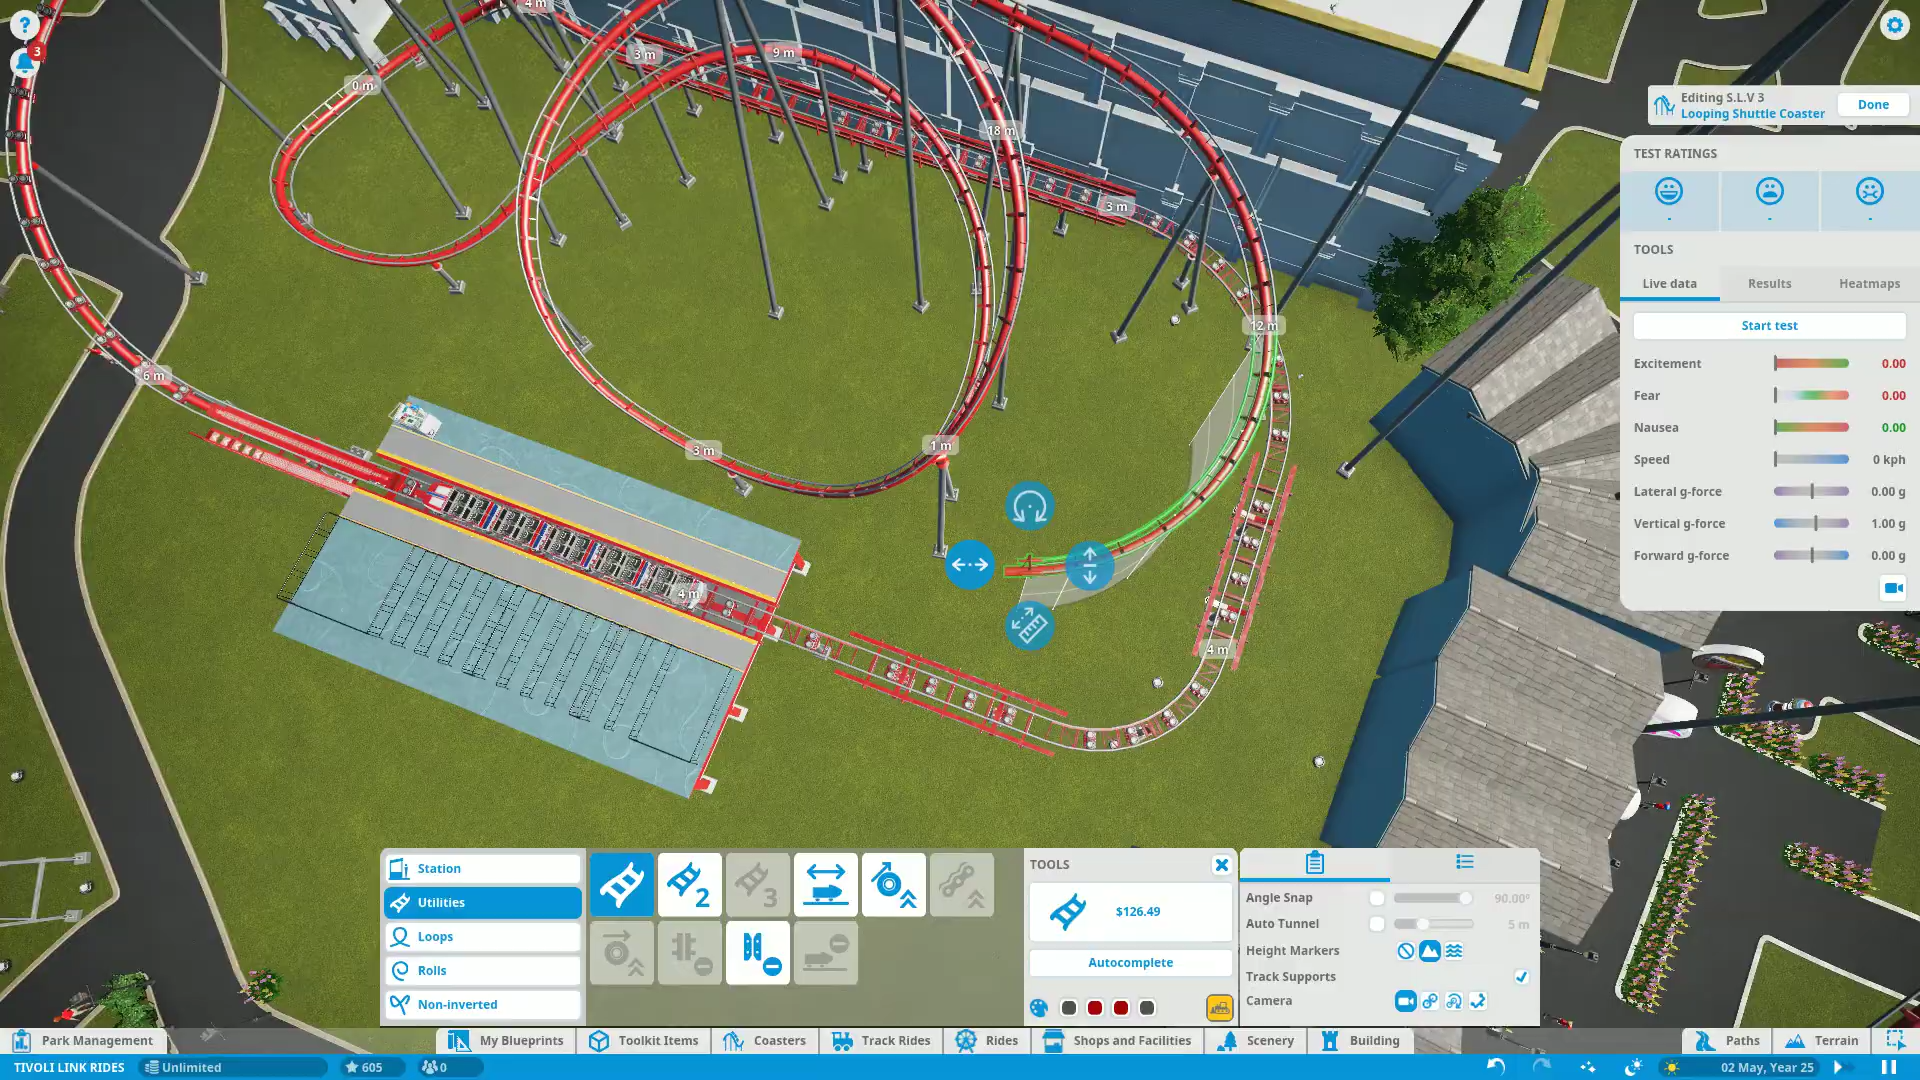 ?
3
4 m
3 m
9 m
0 m
18 m
3 m
12 m
6 m
3 m
1 m
4 m
4 m
Editing S.L.V 3
Looping Shuttle Coaster
Done
TEST RATINGS
- - -
TOOLS
Live data Results Heatmaps
Start test
Excitement 0.00
Fear 0.00
Nausea 0.00
Speed 0 kph
Lateral g-force 0.00 g
Vertical g-force 1.00 g
Forward g-force 0.00 g
Station
Utilities
Loops
Rolls
Non-inverted
2
3
TOOLS
$126.49
Autocomplete
Angle Snap 90.00°
Auto Tunnel 5 m
Height Markers
Track Supports
Camera
Park Management My Blueprints Toolkit Items Coasters Track Rides Rides Shops and Facilities Scenery Building Paths Terrain
TIVOLI LINK RIDES Unlimited 605 0 02 May, Year 25